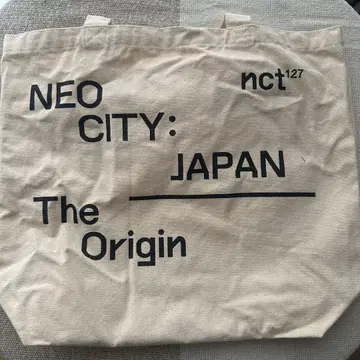 NEO
nct127
CITY:
JAPAN
The
Origin